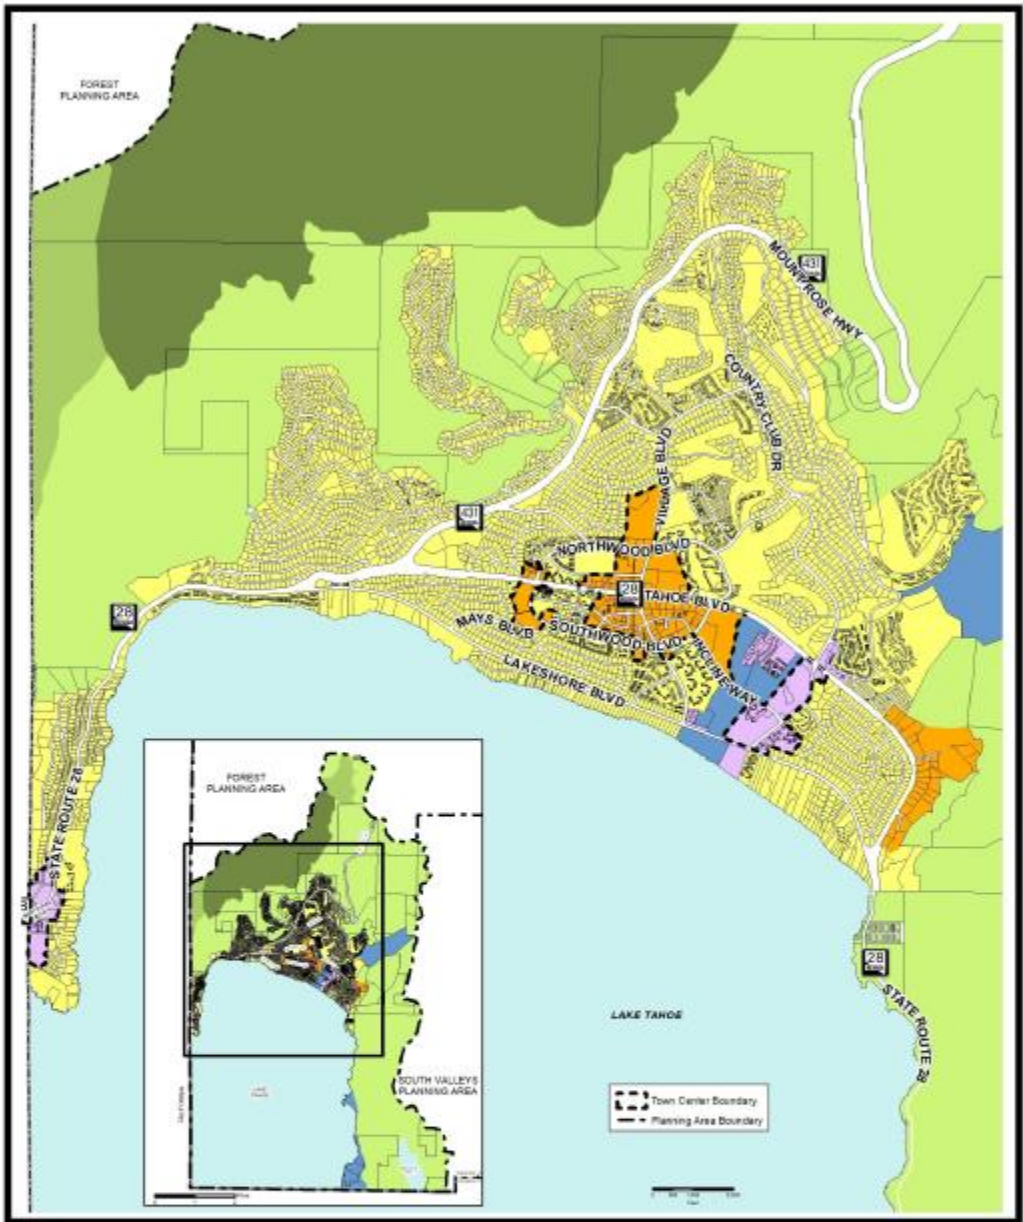 FOREST
PLANNING AREA
431
MOUNT ROSE HWY
COUNTRY CLUB DR
VILLAGE BLVD
431
NORTHWOOD BLVD
28
TAHOE BLVD
28
MAYS BLVD
SOUTHWOOD BLVD
INCLINE WAY
LAKESHORE BLVD
STATE ROUTE 28
FOREST
PLANNING AREA
SOUTH VALLEYS
PLANNING AREA
28
STATE ROUTE 28
LAKE TAHOE
Town Center Boundary
Planning Area Boundary